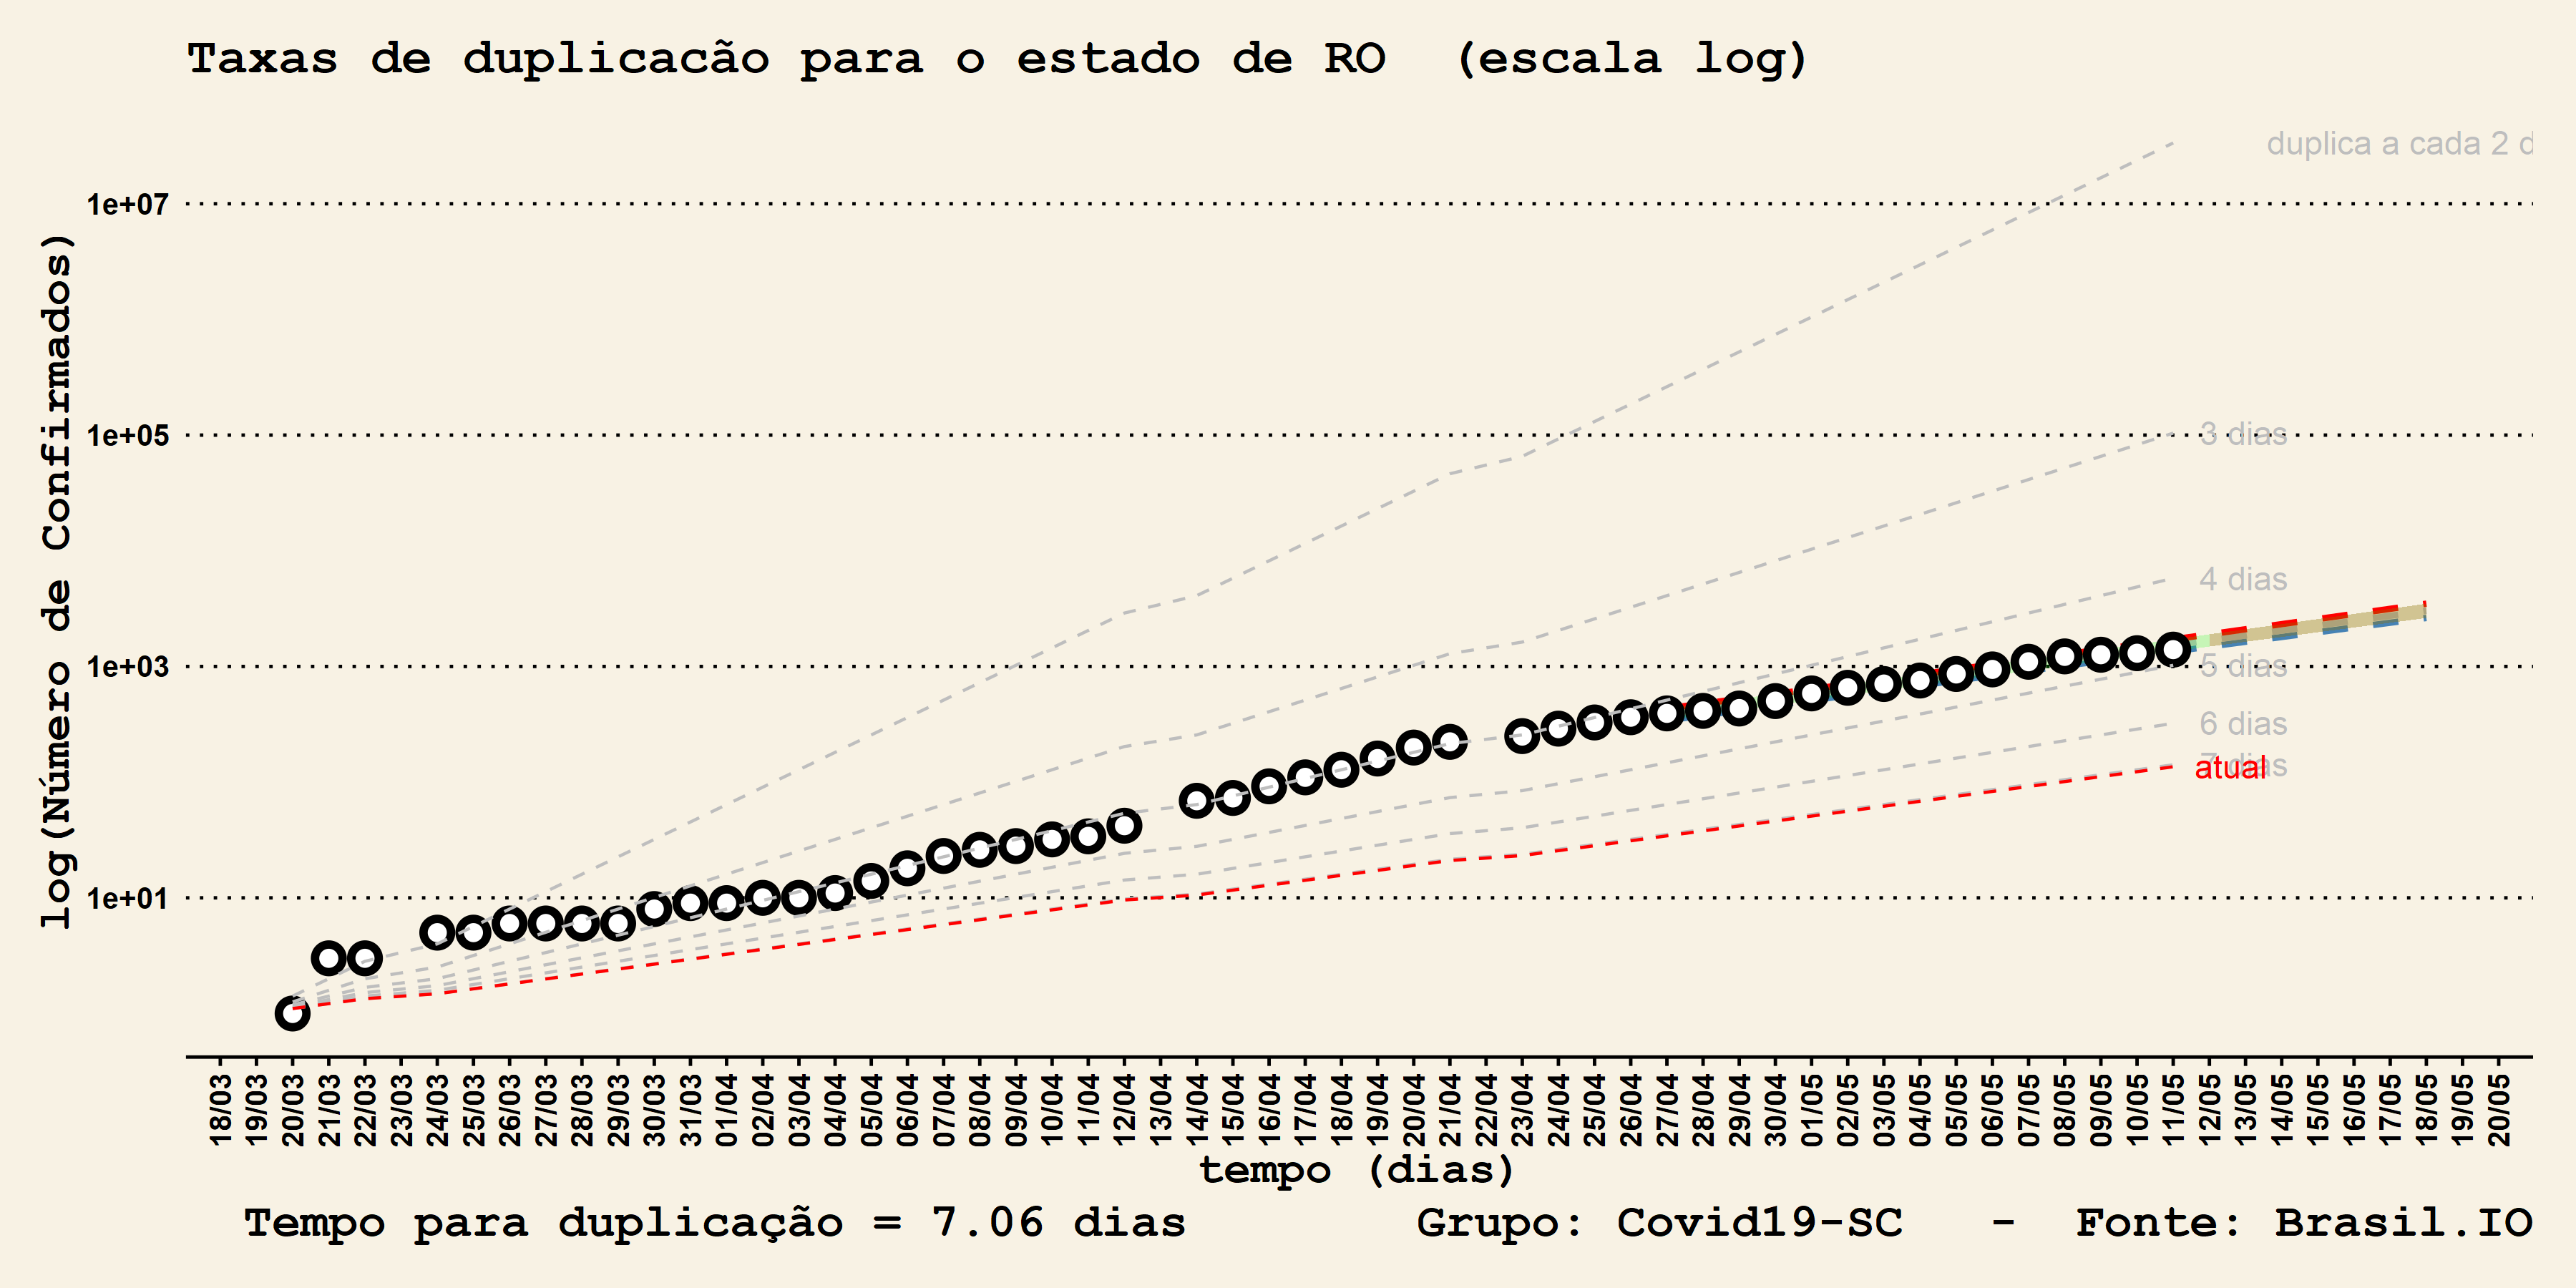 Taxas de duplicacão para o estado de RO (escala log)
duplica a cada 2 d
1e+07
1e+05
1e+03
1e+01
3 dias
4 dias
5 dias
6 dias
7 dias
atual
log(Número de Confirmados)
18/03 19/03 20/03 21/03 22/03 23/03 24/03 25/03 26/03 27/03 28/03 29/03 30/03 31/03 01/04 02/04 03/04 04/04 05/04 06/04 07/04 08/04 09/04 10/04 11/04 12/04 13/04 14/04 15/04 16/04 17/04 18/04 19/04 20/04 21/04 22/04 23/04 24/04 25/04 26/04 27/04 28/04 29/04 30/04 01/05 02/05 03/05 04/05 05/05 06/05 07/05 08/05 09/05 10/05 11/05 12/05 13/05 14/05 15/05 16/05 17/05 18/05 19/05 20/05
tempo (dias)
Tempo para duplicação = 7.06 dias Grupo: Covid19-SC - Fonte: Brasil.IO